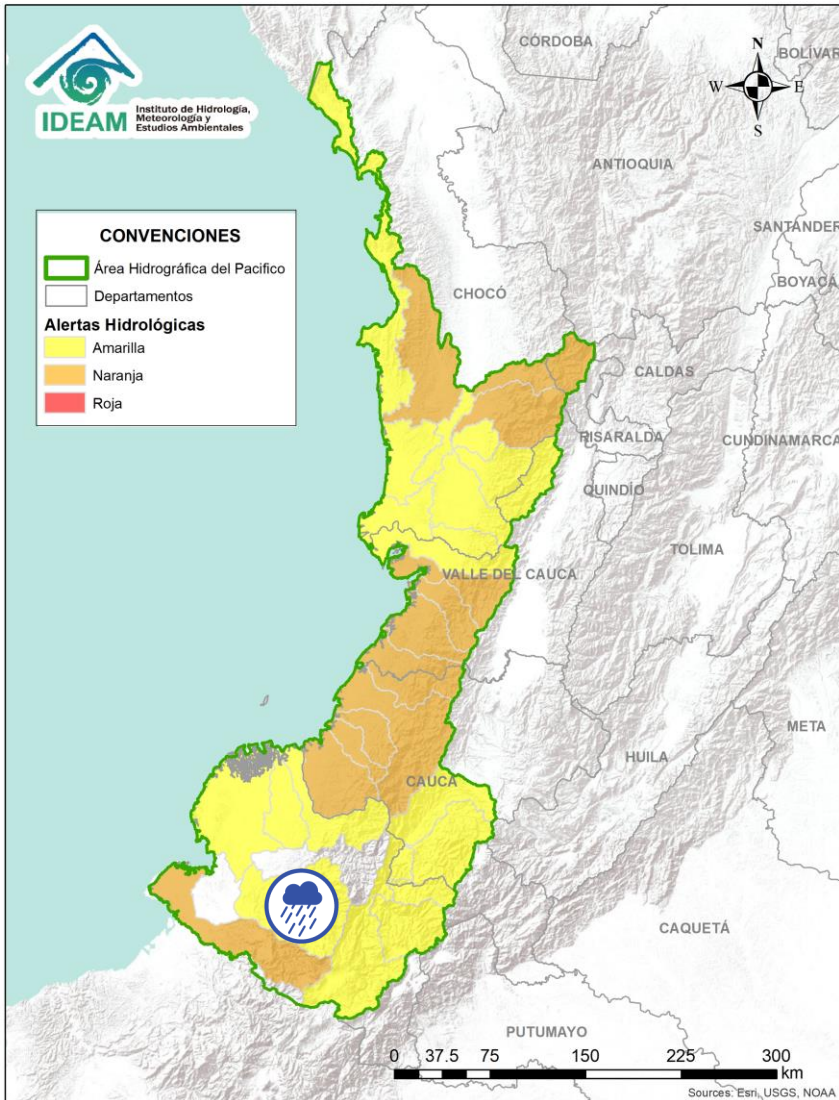 IDEAM
Instituto de Hidrología,
Meteorología y
Estudios Ambientales
CÓRDOBA
BOLÍVAR
N
W E
S
ANTIOQUIA
SANTANDER
CONVENCIONES
Área Hidrográfica del Pacifico
Departamentos
Alertas Hidrológicas
Amarilla
Naranja
Roja
BOYACÁ
CHOCÓ
CALDAS
RISARALDA
CUNDINAMARCA
QUINDÍO
TOLIMA
VALLE DEL CAUCA
META
HUILA
CAUCA
CAQUETÁ
PUTUMAYO
0 37.5 75 150 225 300
km
Sources: Esri, USGS, NOAA